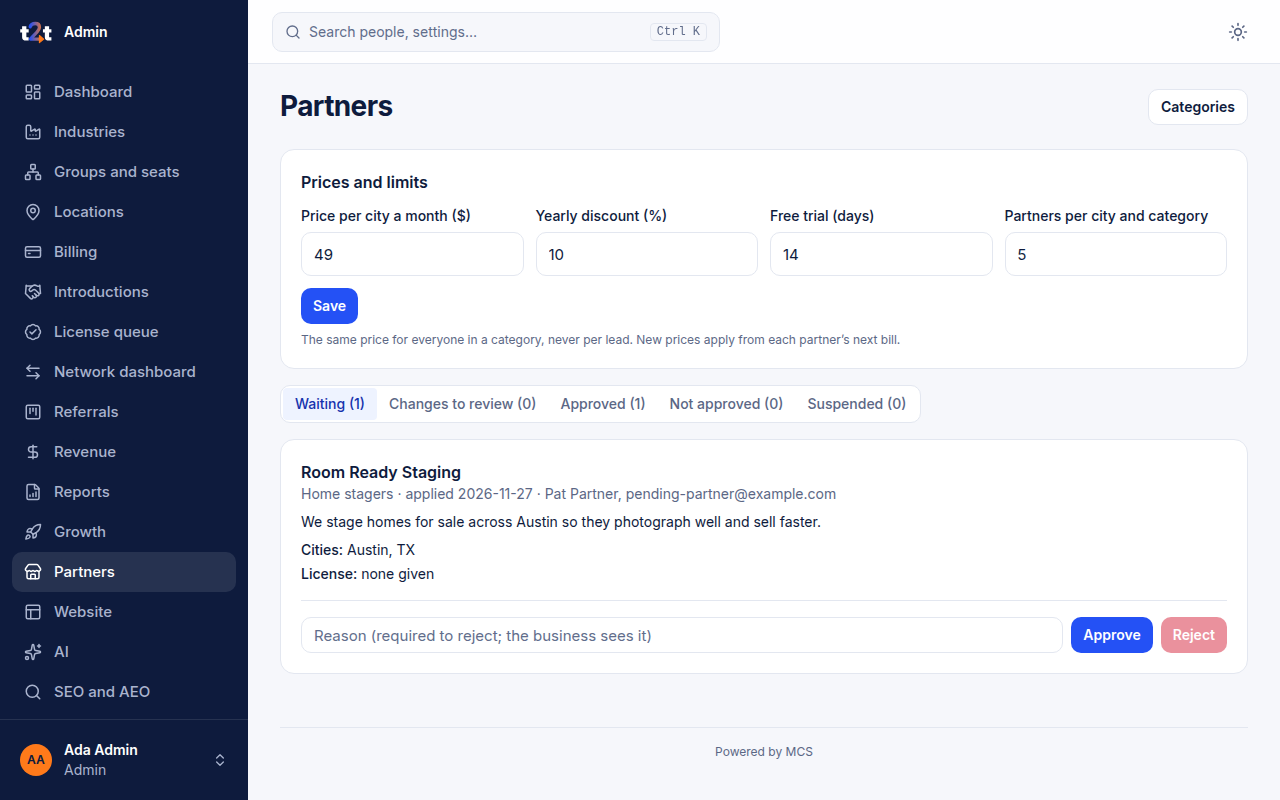 t2t Admin
Search people, settings...
Ctrl K
Dashboard
Industries
Groups and seats
Locations
Billing
Introductions
License queue
Network dashboard
Referrals
Revenue
Reports
Growth
Partners
Website
AI
SEO and AEO
AA
Ada Admin
Admin
Partners
Categories
Prices and limits
Price per city a month ($)
49
Yearly discount (%)
10
Free trial (days)
14
Partners per city and category
5
Save
The same price for everyone in a category, never per lead. New prices apply from each partner’s next bill.
Waiting (1)
Changes to review (0)
Approved (1)
Not approved (0)
Suspended (0)
Room Ready Staging
Home stagers · applied 2026-11-27 · Pat Partner, pending-partner@example.com
We stage homes for sale across Austin so they photograph well and sell faster.
Cities: Austin, TX
License: none given
Reason (required to reject; the business sees it)
Approve
Reject
Powered by MCS